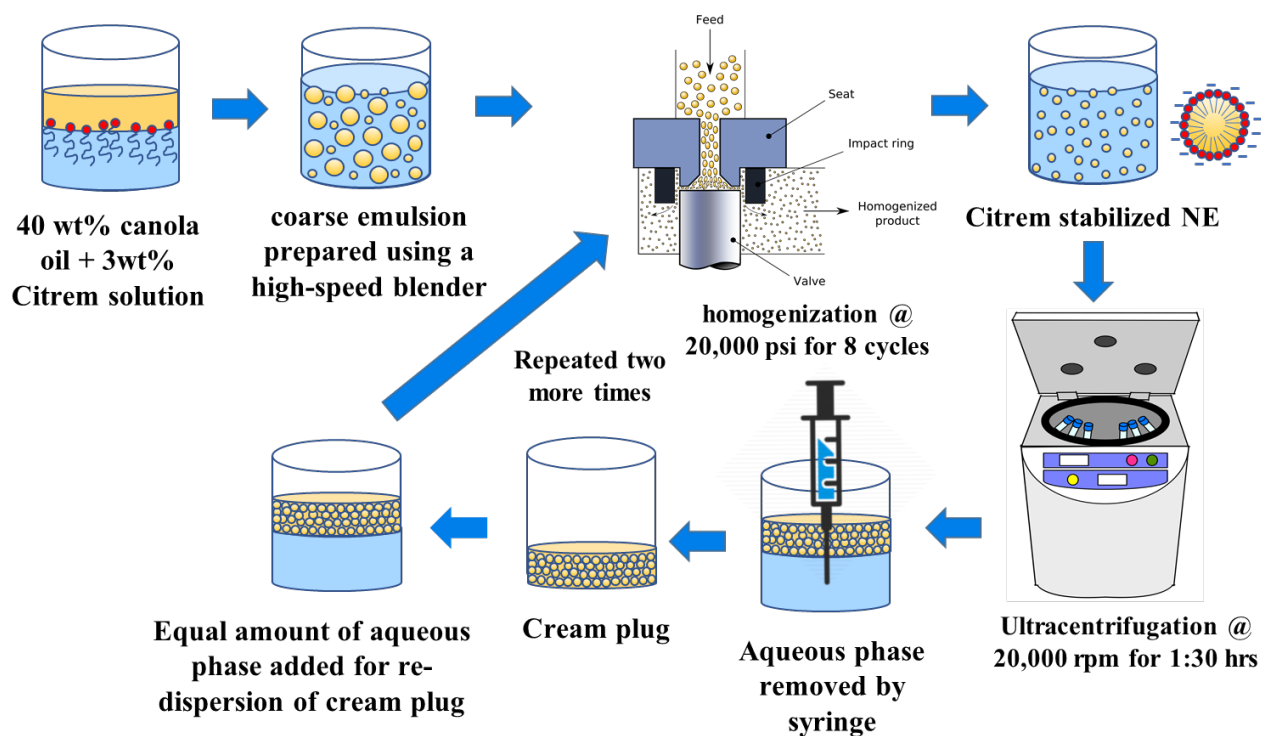 40 wt% canola
oil + 3wt%
Citrem solution
coarse emulsion
prepared using a
high-speed blender
Feed
Seat
Impact ring
Homogenized
product
Valve
homogenization @
20,000 psi for 8 cycles
Citrem stabilized NE
Ultracentrifugation @
20,000 rpm for 1:30 hrs
Aqueous phase
removed by
syringe
Cream plug
Equal amount of aqueous
phase added for re-
dispersion of cream plug
Repeated two
more times